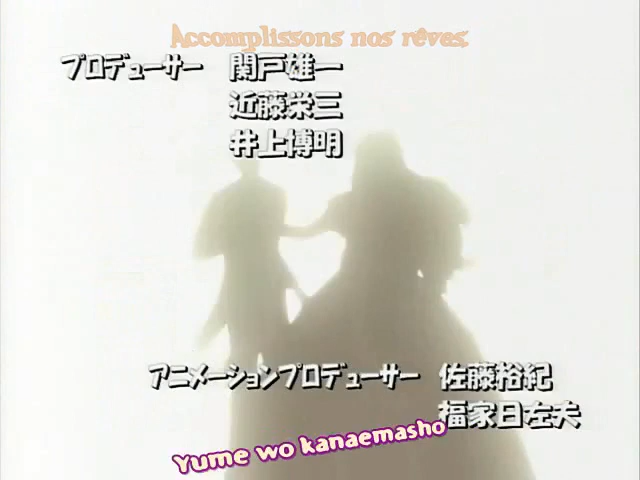 Accomplissons nos rêves.
プロデューサー 関戸雄一
近藤栄三
井上博明
アニメーションプロデューサー 佐藤裕紀
福家日左夫
Yume wo kanaemasho